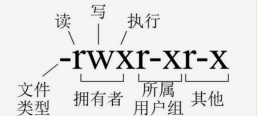 写
读 执行
-rwxr-xr-x
文件 所属
类型 拥有者 用户组 其他